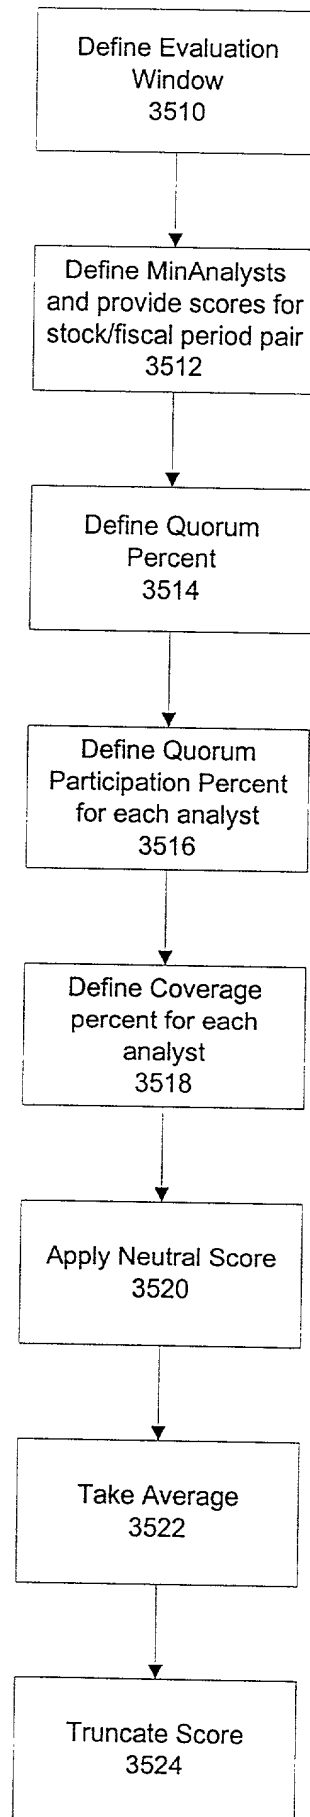 Define Evaluation
Window
3510
Define MinAnalysts
and provide scores for
stock/fiscal period pair
3512
Define Quorum
Percent
3514
Define Quorum
Participation Percent
for each analyst
3516
Define Coverage
percent for each
analyst
3518
Apply Neutral Score
3520
Take Average
3522
Truncate Score
3524